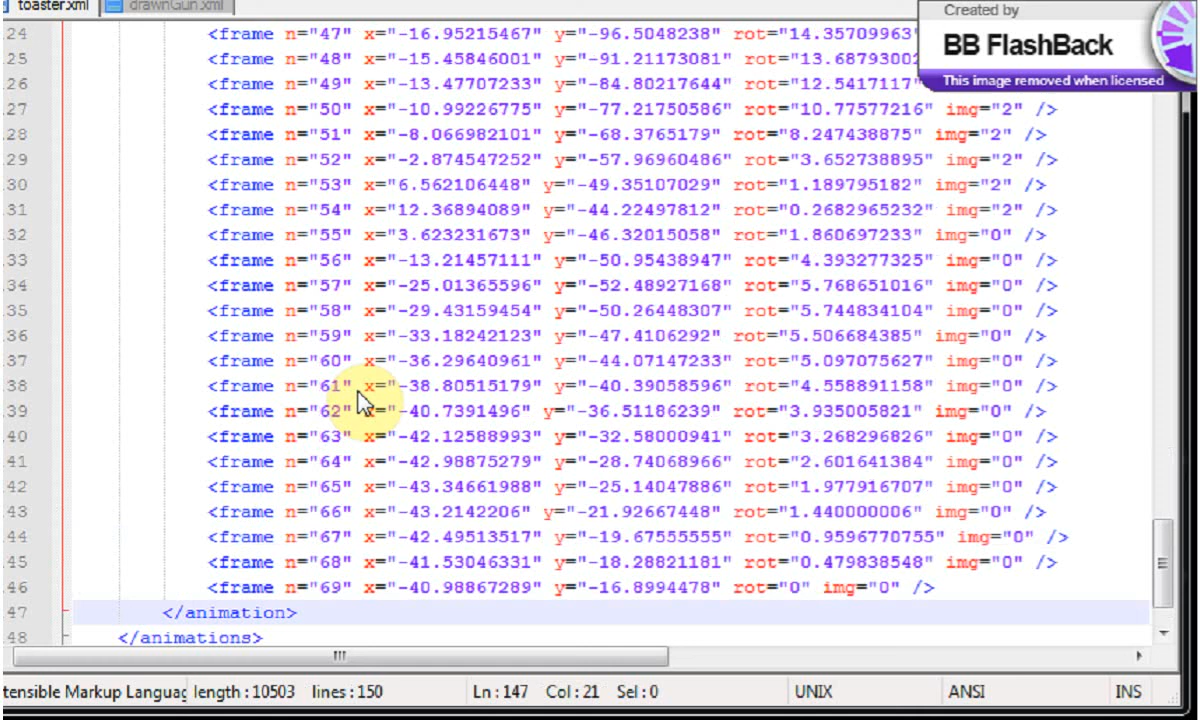 toaster.xml drawnGun.xml
Created by
BB FlashBack
This image removed when licensed
24 <frame n="47" x="-16.95215467" y="-96.5048238" rot="14.35709963"
25 <frame n="48" x="-15.45846001" y="-91.21173081" rot="13.6879300
26 <frame n="49" x="-13.47707233" y="-84.80217644" rot="12.5417117"
27 <frame n="50" x="-10.99226775" y="-77.21750586" rot="10.77577216" img="2" />
28 <frame n="51" x="-8.066982101" y="-68.3765179" rot="8.247438875" img="2" />
29 <frame n="52" x="-2.874547252" y="-57.96960486" rot="3.652738895" img="2" />
30 <frame n="53" x="6.562106448" y="-49.35107029" rot="1.189795182" img="2" />
31 <frame n="54" x="12.36894089" y="-44.22497812" rot="0.2682965232" img="2" />
32 <frame n="55" x="3.623231673" y="-46.32015058" rot="1.860697233" img="0" />
33 <frame n="56" x="-13.21457111" y="-50.95438947" rot="4.393277325" img="0" />
34 <frame n="57" x="-25.01365596" y="-52.48927168" rot="5.768651016" img="0" />
35 <frame n="58" x="-29.43159454" y="-50.26448307" rot="5.744834104" img="0" />
36 <frame n="59" x="-33.18242123" y="-47.4106292" rot="5.506684385" img="0" />
37 <frame n="60" x="-36.29640961" y="-44.07147233" rot="5.097075627" img="0" />
38 <frame n="61" x="-38.80515179" y="-40.39058596" rot="4.558891158" img="0" />
39 <frame n="62" x="-40.7391496" y="-36.51186239" rot="3.935005821" img="0" />
40 <frame n="63" x="-42.12588993" y="-32.58000941" rot="3.268296826" img="0" />
41 <frame n="64" x="-42.98875279" y="-28.74068966" rot="2.601641384" img="0" />
42 <frame n="65" x="-43.34661988" y="-25.14047886" rot="1.977916707" img="0" />
43 <frame n="66" x="-43.2142206" y="-21.92667448" rot="1.440000006" img="0" />
44 <frame n="67" x="-42.49513517" y="-19.67555555" rot="0.9596770755" img="0" />
45 <frame n="68" x="-41.53046331" y="-18.28821181" rot="0.479838548" img="0" />
46 <frame n="69" x="-40.98867289" y="-16.8994478" rot="0" img="0" />
47 </animation>
48 </animations>
tensible Markup Languag length : 10503 lines : 150 Ln : 147 Col : 21 Sel : 0 UNIX ANSI INS